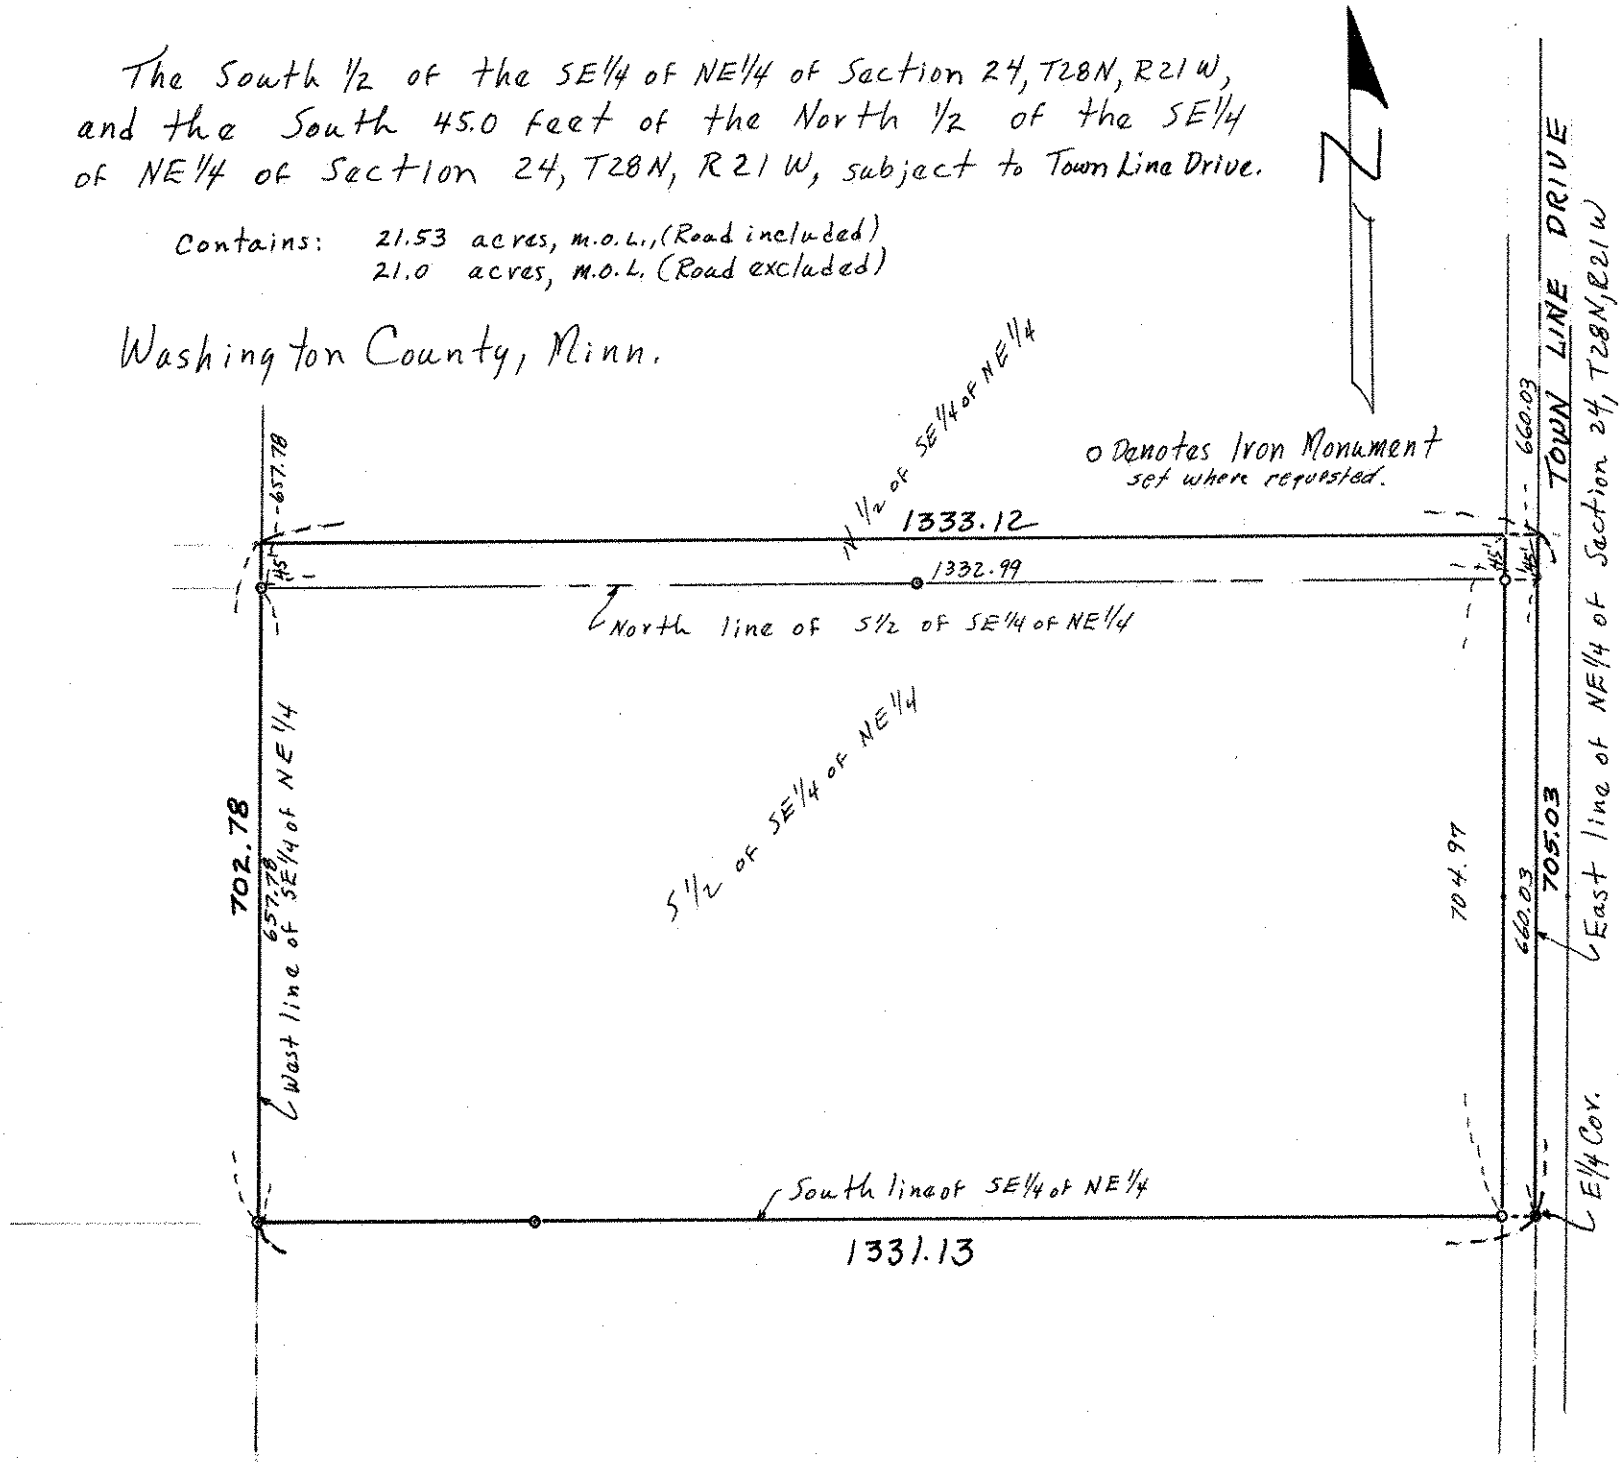 The South 1/2 of the SE1/4 of NE1/4 of Section 24, T28N, R21W,
and the South 45.0 feet of the North 1/2 of the SE1/4
of NE1/4 of Section 24, T28N, R21W, subject to Town Line Drive.
Contains: 21.53 acres, m.o.L., (Road included)
21.0 acres, m.o.L. (Road excluded)
Washington County, Minn.
N
TOWN LINE DRIVE
East line of NE1/4 of Section 24, T28N, R21W
N 1/2 of SE1/4 of NE1/4
o Denotes Iron Monument
set where requested.
657.78
660.03
1333.12
45'
45'
45'
1332.99
North line of S1/2 of SE1/4 of NE1/4
S1/2 of SE1/4 of NE1/4
702.78
657.78
West line of SE1/4 of NE1/4
704.97
660.03
705.03
E1/4 Cor.
South line of SE1/4 of NE1/4
1331.13